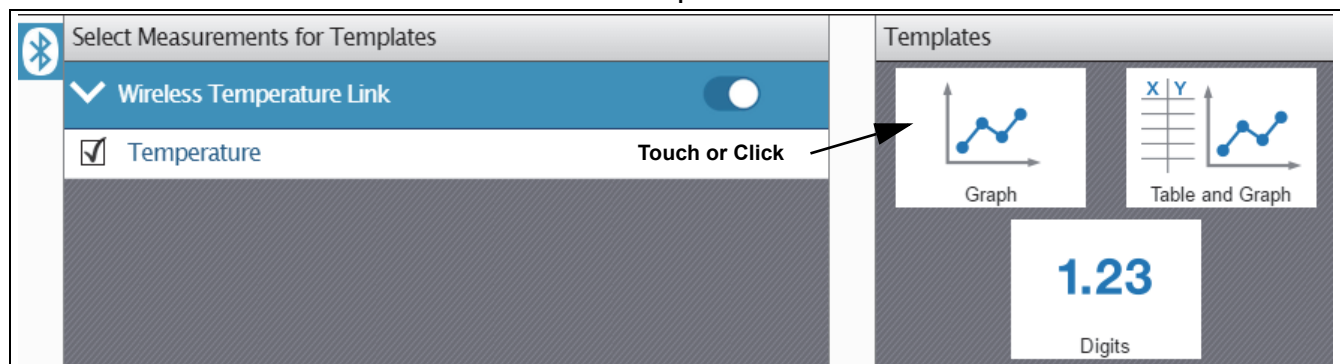 Select Measurements for Templates
Wireless Temperature Link
Temperature
Touch or Click
Templates
Graph
X Y
Table and Graph
1.23
Digits